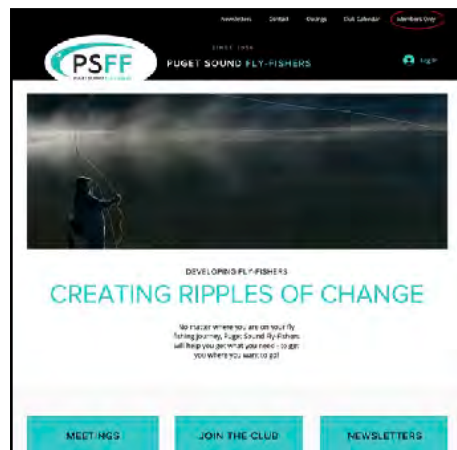 Newsletters Contact Outings Club Calendar Members Only
SINCE 1956
PSFF
PUGET SOUND FLY-FISHERS
Log In
DEVELOPING FLY-FISHERS
CREATING RIPPLES OF CHANGE
No matter where you are on your fly
fishing journey, Puget Sound Fly-Fishers
will help you get what you need - to get
you where you want to go!
MEETINGS JOIN THE CLUB NEWSLETTERS